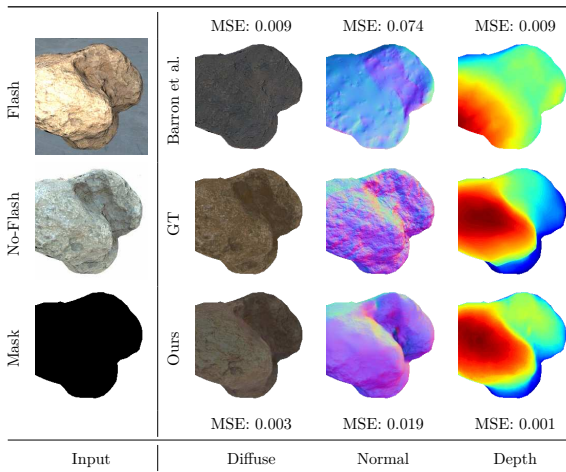 MSE: 0.009 MSE: 0.074 MSE: 0.009
Flash
Barron et al.
No-Flash
GT
Mask
Ours
MSE: 0.003 MSE: 0.019 MSE: 0.001
Input Diffuse Normal Depth